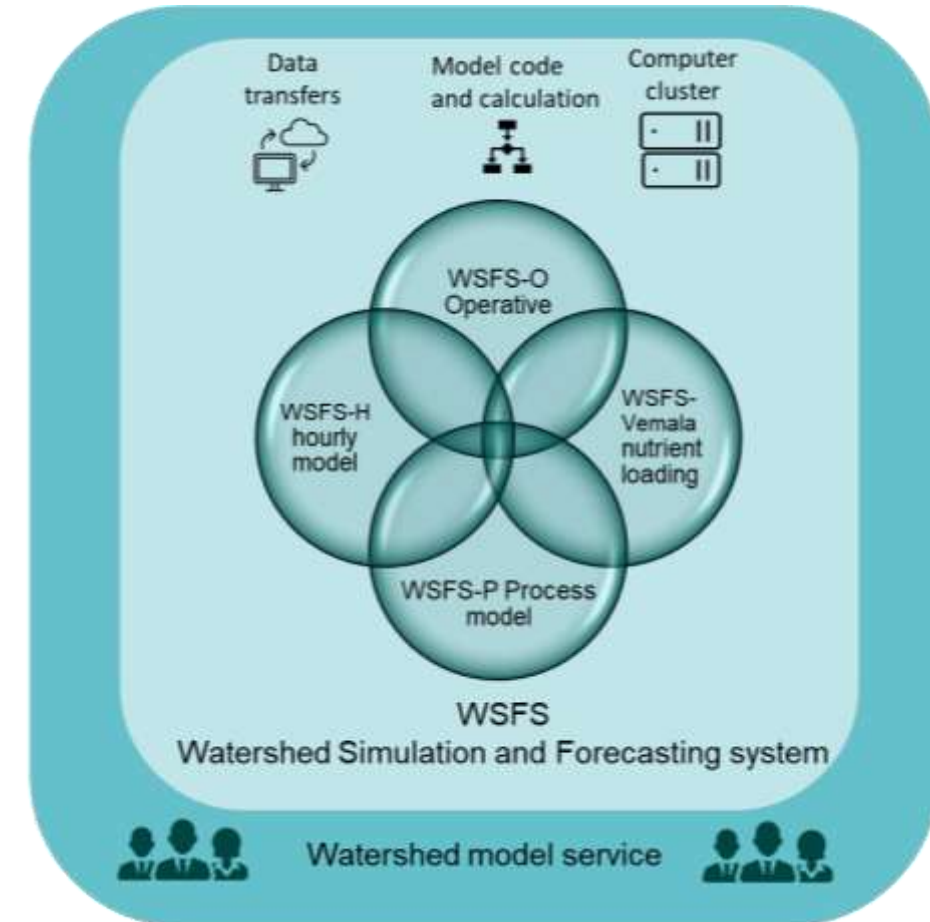 Data
transfers
Model code
and calculation
Computer
cluster
WSFS-O
Operative
WSFS-H
hourly
model
WSFS-
Vemala
nutrient
loading
WSFS-P Process
model
WSFS
Watershed Simulation and Forecasting system
Watershed model service